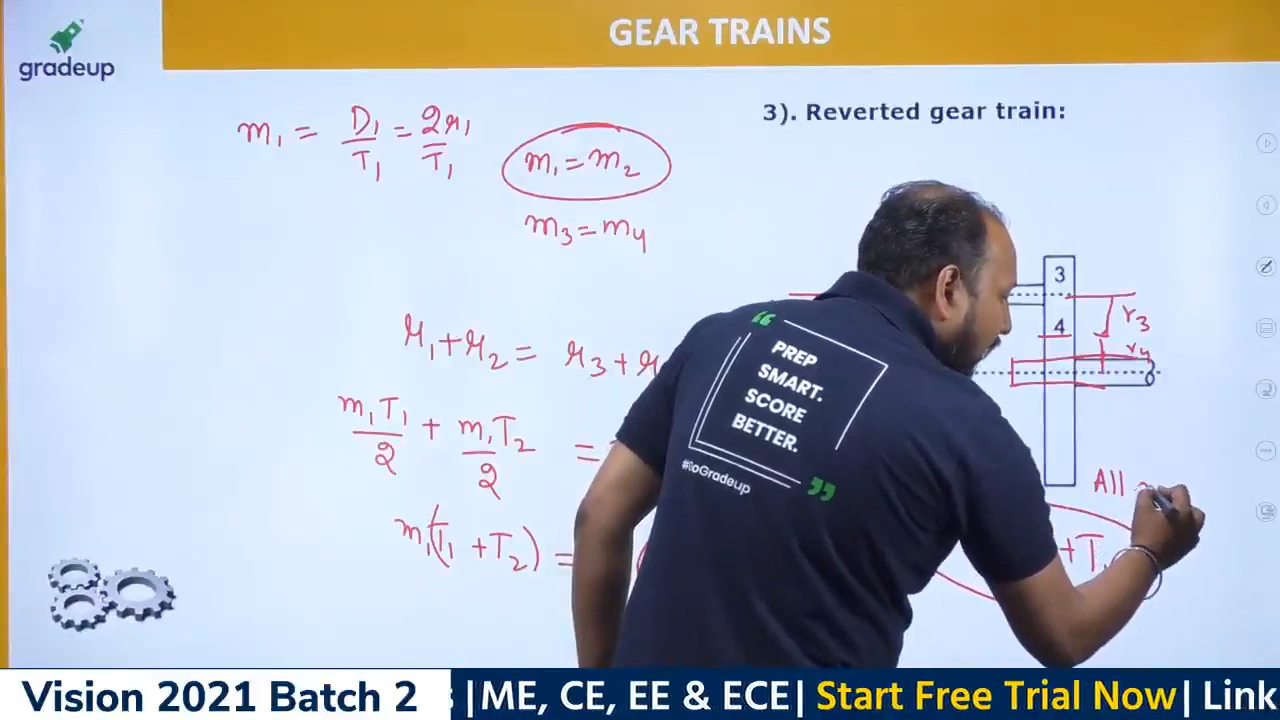 GEAR TRAINS
gradeup
3). Reverted gear train:
m₁ = D₁/T₁ = 2r₁/T₁
m₁ = m₂
m₃ = m₄
3
r₃
4
r₄
r₁ + r₂ = r₃ + r
m₁T₁/2 + m₁T₂/2 =
m₁(T₁ + T₂) =
All
+T
“
PREP
SMART.
SCORE
BETTER.
#GoGradeup
”
Vision 2021 Batch 2 |ME, CE, EE & ECE| Start Free Trial Now| Link